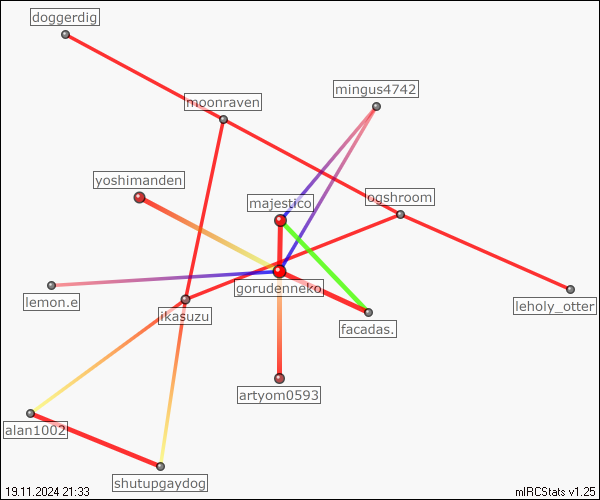 doggerdig
mingus4742
moonraven
yoshimanden
majestico
ogshroom
gorudenneko
lemon.e
leholy_otter
ikasuzu
facadas.
artyom0593
alan1002
shutupgaydog
19.11.2024 21:33
mIRCStats v1.25